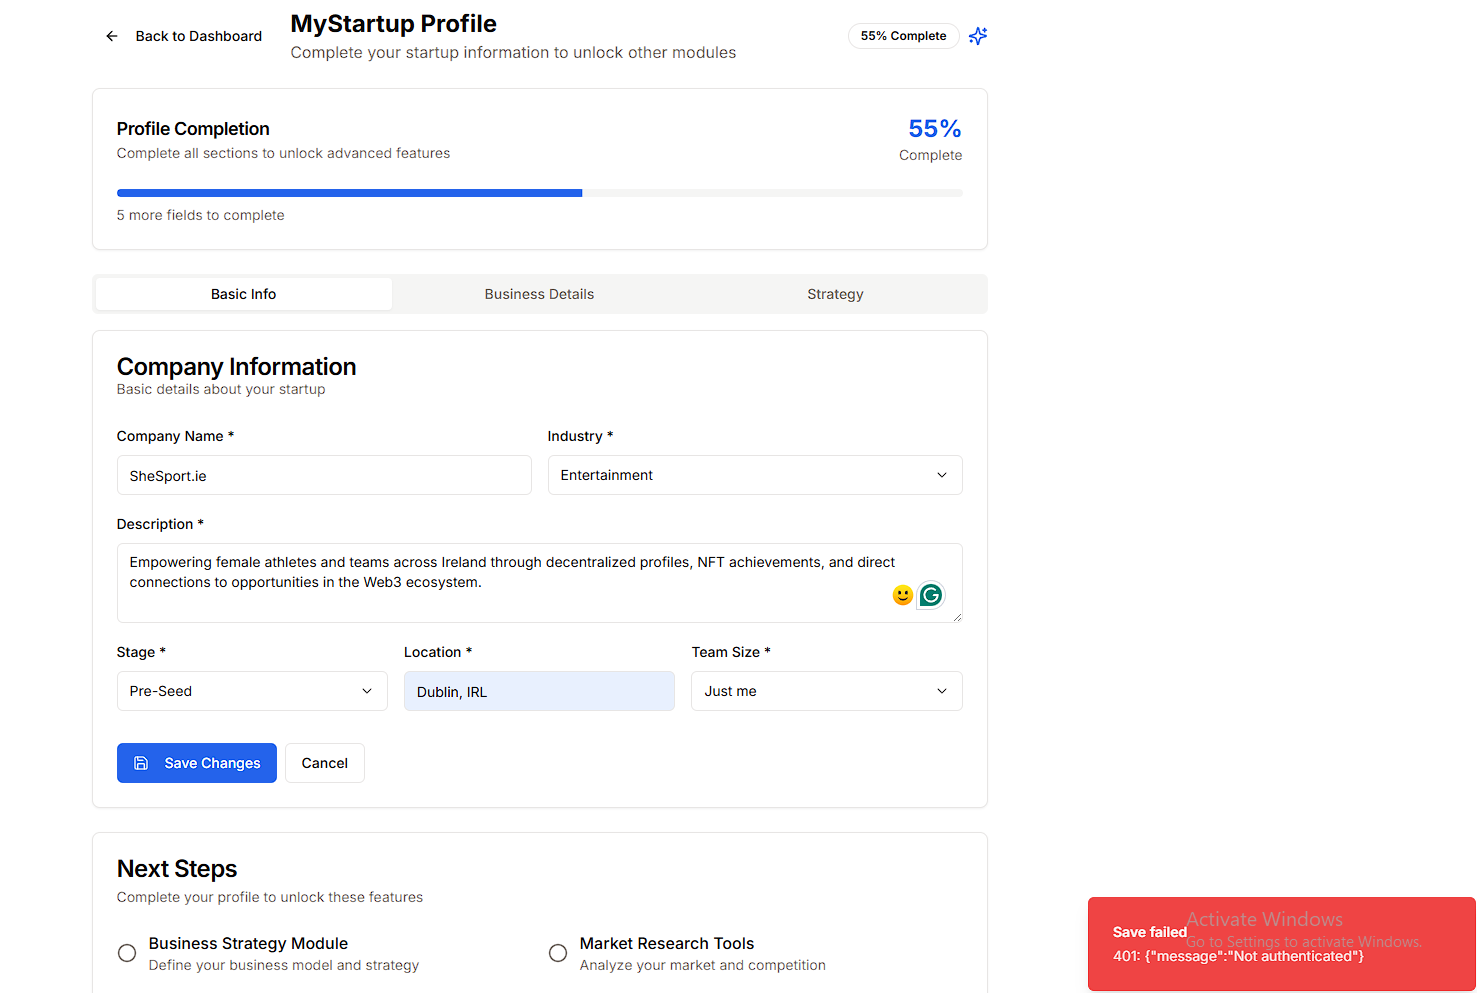 Back to Dashboard
MyStartup Profile
Complete your startup information to unlock other modules
55% Complete
Profile Completion
Complete all sections to unlock advanced features
55%
Complete
5 more fields to complete
Basic Info
Business Details
Strategy
Company Information
Basic details about your startup
Company Name *
Industry *
SheSport.ie
Entertainment
Description *
Empowering female athletes and teams across Ireland through decentralized profiles, NFT achievements, and direct
connections to opportunities in the Web3 ecosystem.
Stage *
Location *
Team Size *
Pre-Seed
Dublin, IRL
Just me
Save Changes
Cancel
Next Steps
Complete your profile to unlock these features
Business Strategy Module
Define your business model and strategy
Market Research Tools
Analyze your market and competition
Activate Windows
Go to Settings to activate Windows.
Save failed
401: {"message":"Not authenticated"}